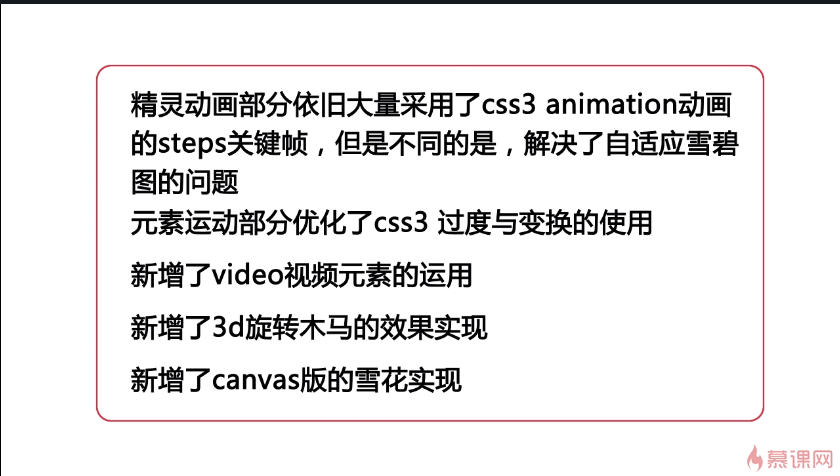 精灵动画部分依旧大量采用了css3 animation动画
的steps关键帧，但是不同的是，解决了自适应雪碧
图的问题
元素运动部分优化了css3 过度与变换的使用
新增了video视频元素的运用
新增了3d旋转木马的效果实现
新增了canvas版的雪花实现
慕课网